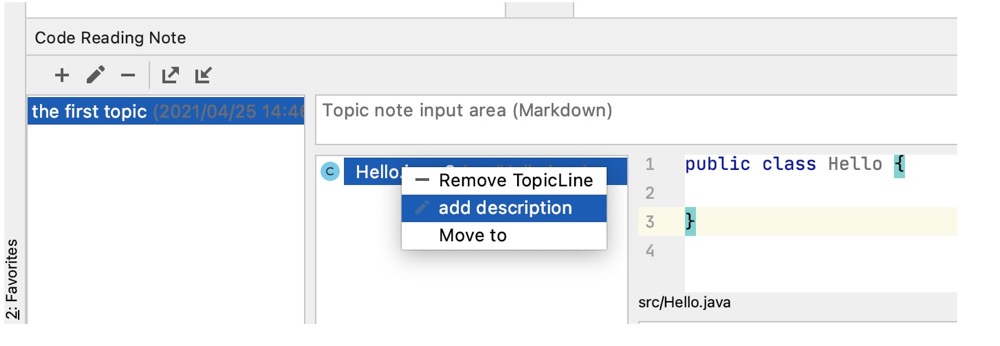 Code Reading Note
the first topic (2021/04/25 14:4
Topic note input area (Markdown)
C Hello.
Remove TopicLine
add description
Move to
1 public class Hello {
2
3 }
4
src/Hello.java
2: Favorites